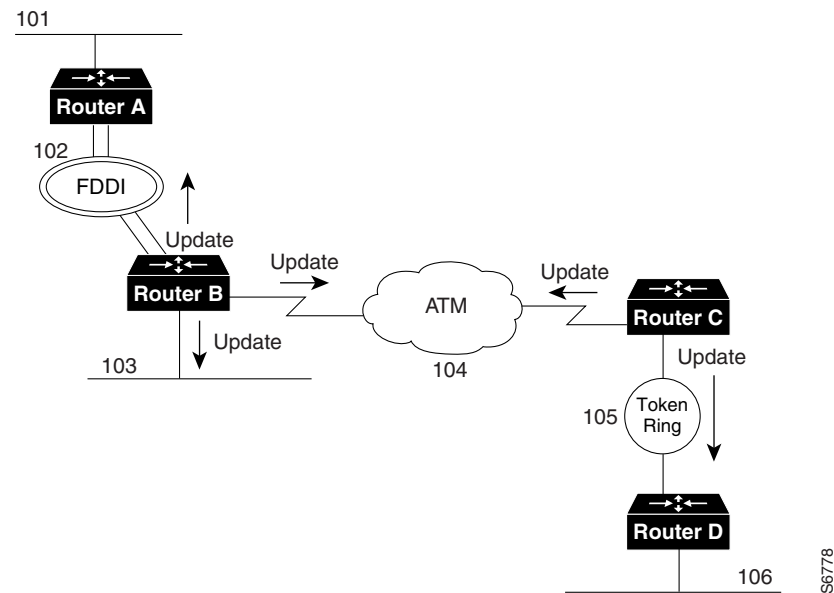 101
Router A
102
FDDI
Update
Router B
Update
Update
103
ATM
104
Update
Router C
Update
105
Token
Ring
Router D
106
S6778